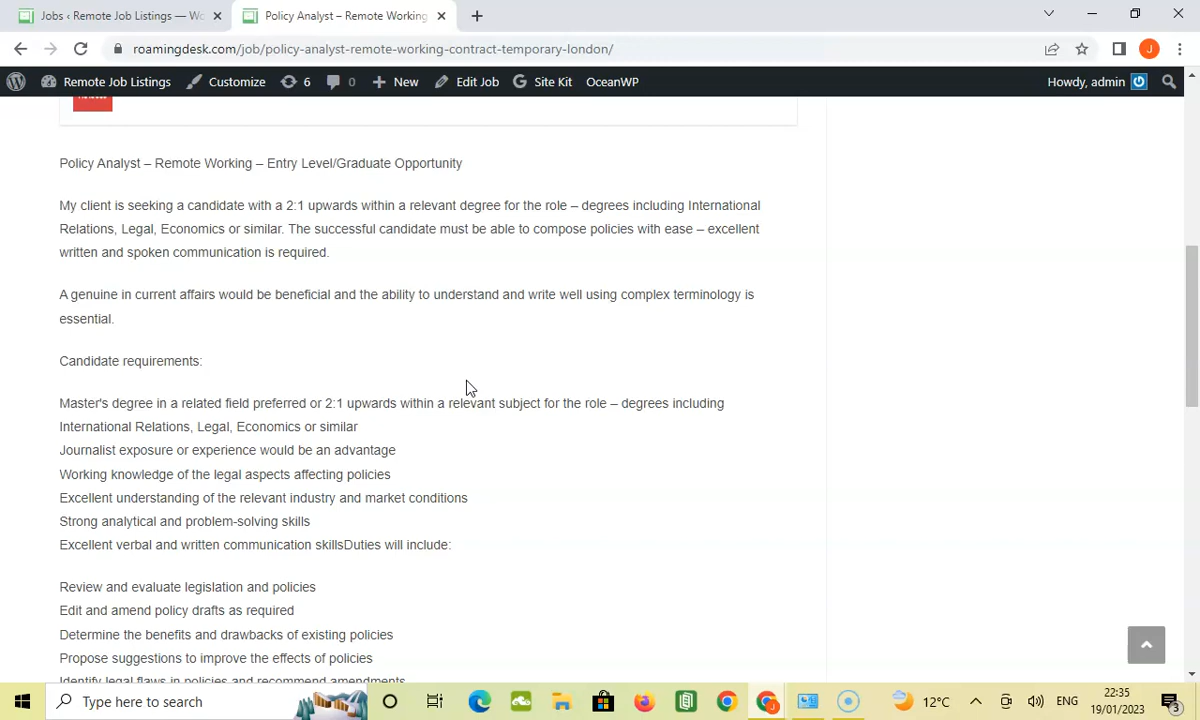 Jobs ‹ Remote Job Listings — Wo
Policy Analyst – Remote Working
roamingdesk.com/job/policy-analyst-remote-working-contract-temporary-london/
J
Remote Job Listings
Customize
6
0
New
Edit Job
Site Kit
OceanWP
Howdy, admin
Policy Analyst – Remote Working – Entry Level/Graduate Opportunity
My client is seeking a candidate with a 2:1 upwards within a relevant degree for the role – degrees including International
Relations, Legal, Economics or similar. The successful candidate must be able to compose policies with ease – excellent
written and spoken communication is required.
A genuine in current affairs would be beneficial and the ability to understand and write well using complex terminology is
essential.
Candidate requirements:
Master's degree in a related field preferred or 2:1 upwards within a relevant subject for the role – degrees including
International Relations, Legal, Economics or similar
Journalist exposure or experience would be an advantage
Working knowledge of the legal aspects affecting policies
Excellent understanding of the relevant industry and market conditions
Strong analytical and problem-solving skills
Excellent verbal and written communication skillsDuties will include:
Review and evaluate legislation and policies
Edit and amend policy drafts as required
Determine the benefits and drawbacks of existing policies
Propose suggestions to improve the effects of policies
Identify legal flaws in policies and recommend amendments
Type here to search
12°C
ENG
22:35
19/01/2023
3